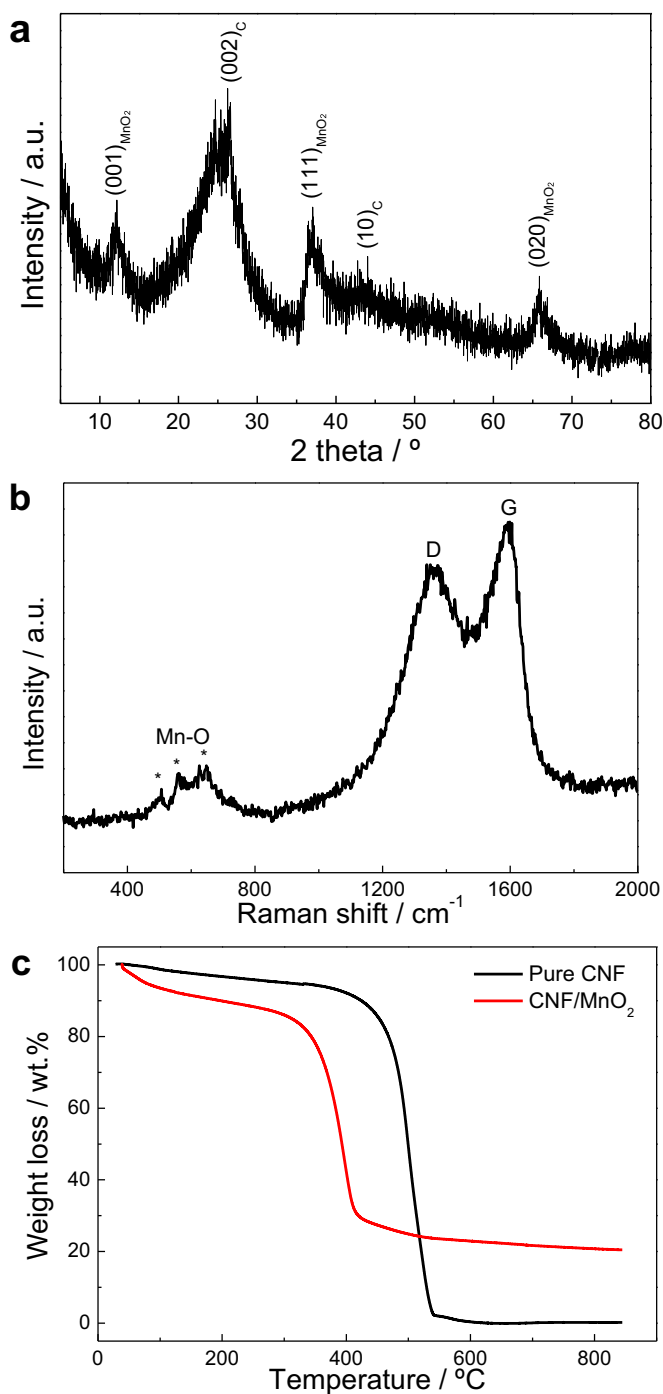 a
Intensity / a.u.
(001)MnO₂
(002)C
(111)MnO₂
(10)C
(020)MnO₂
10 20 30 40 50 60 70 80
2 theta / º
b
Intensity / a.u.
Mn-O
* * *
D
G
400 800 1200 1600 2000
Raman shift / cm⁻¹
c
Weight loss / wt.%
100
80
60
40
20
0
Pure CNF
CNF/MnO₂
0 200 400 600 800
Temperature / ºC